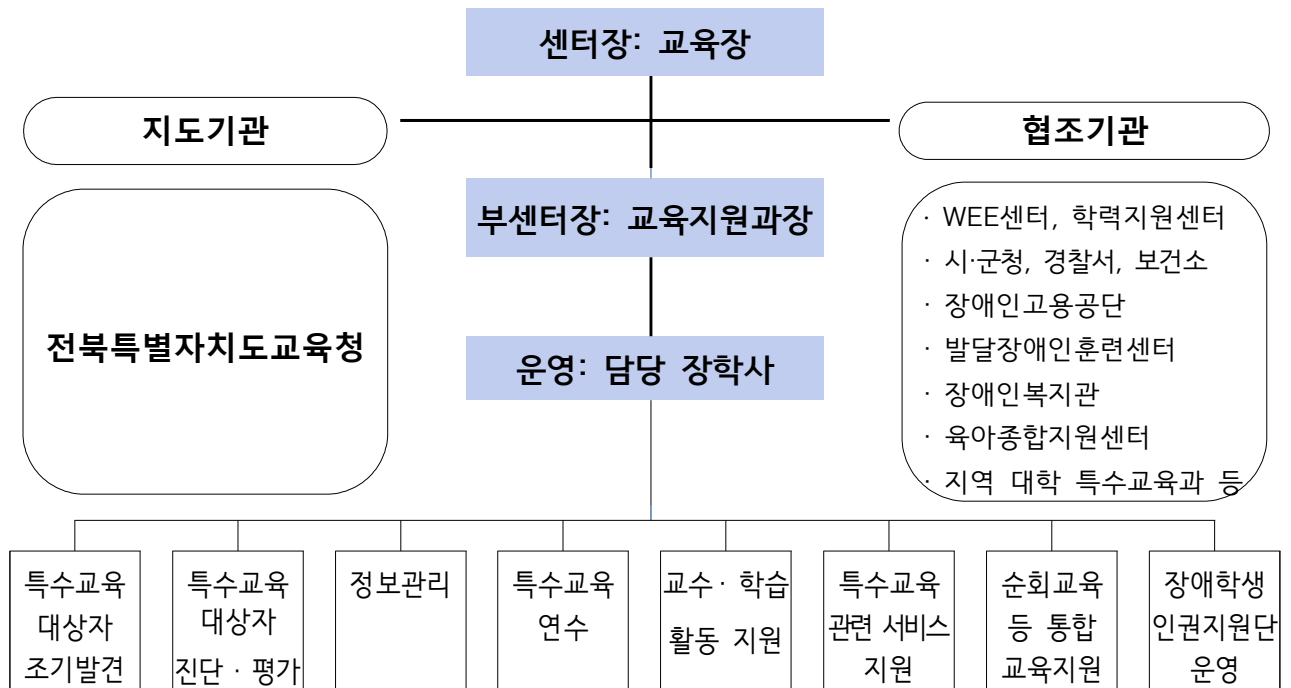 센터장: 교육장
지도기관
협조기관
부센터장: 교육지원과장
전북특별자치도교육청
· WEE센터, 학력지원센터
· 시·군청, 경찰서, 보건소
· 장애인고용공단
· 발달장애인훈련센터
· 장애인복지관
· 육아종합지원센터
· 지역 대학 특수교육과 등
운영: 담당 장학사
특수교육
대상자
조기발견
특수교육
대상자
진단 · 평가
정보관리
특수교육
연수
교수 · 학습
활동 지원
특수교육
관련 서비스
지원
순회교육
등 통합
교육지원
장애학생
인권지원단
운영